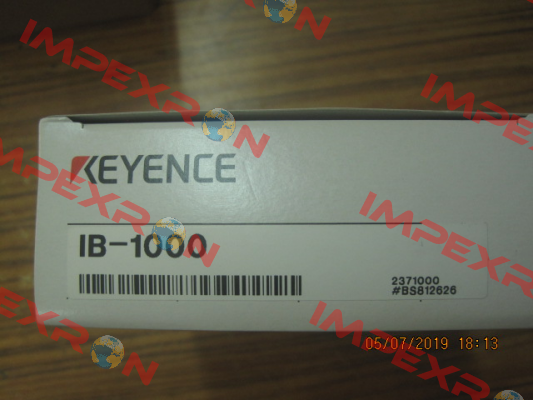 IMPEXRON
IMPEXRON
IMPEXRON
KEYENCE
IMPEXRON
IMPEXRON
IB-1000
2371000
#BS812626
IMPEXRON
IMPEXRON
05/07/2019 18:13